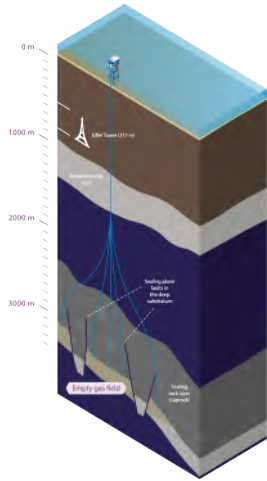 0 m
1000 m
Eiffel Tower (317 m)
2000 m
Sealing plane
faults in
the deep
substratum
3000 m
Empty gas field
Sealing
rock layer
(caprock)